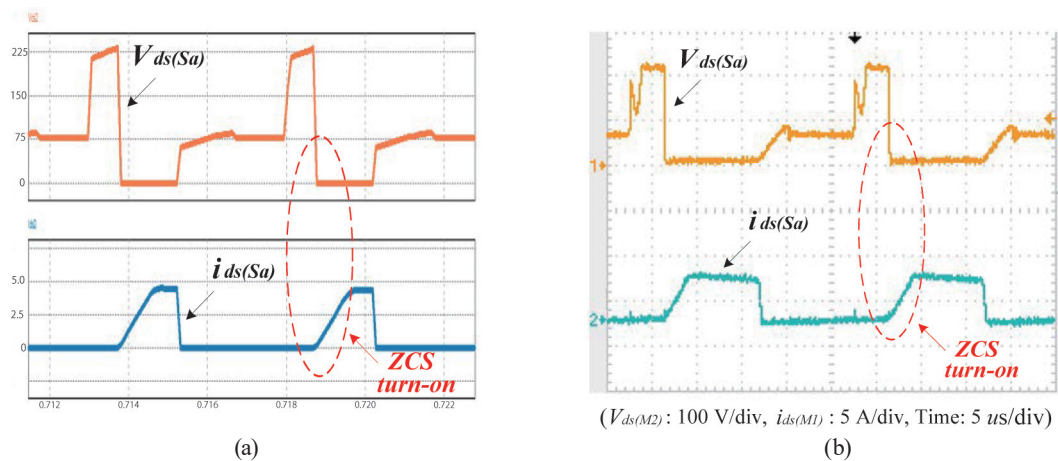 V ds(Sa)
225
150
75
0
i ds(Sa)
5.0
2.5
0
ZCS
turn-on
0.712 0.714 0.716 0.718 0.720 0.722
(a)
V ds(Sa)
1
i ds(Sa)
2
ZCS
turn-on
(Vds(M2) : 100 V/div, ids(M1) : 5 A/div, Time: 5 us/div)
(b)